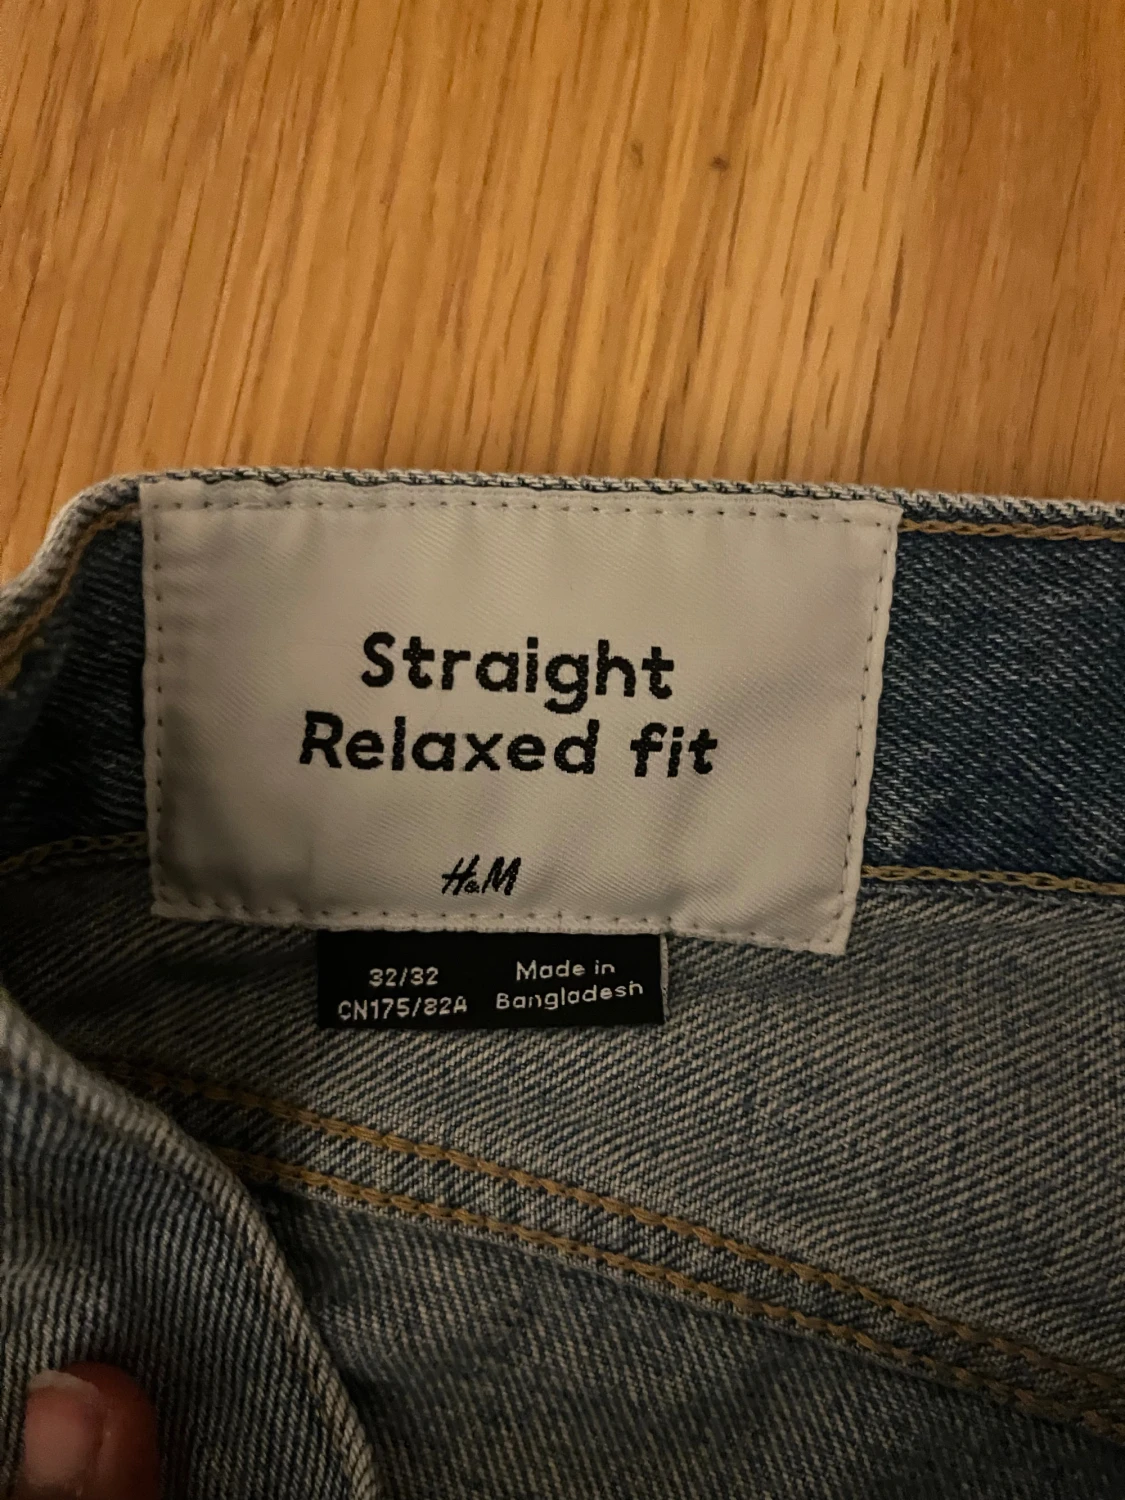 Straight
Relaxed fit
H&M
32/32
CN175/82A
Made in
Bangladesh